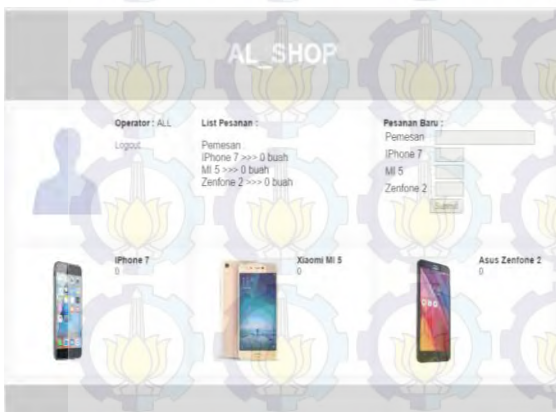 AL_SHOP
Operator : ALL
Logout
List Pesanan :
Pemesan
IPhone 7 >>> 0 buah
MI 5 >>> 0 buah
Zenfone 2 >>> 0 buah
Pesanan Baru :
Pemesan
IPhone 7
MI 5
Zenfone 2
Submit
IPhone 7
0
Xiaomi MI 5
0
Asus Zenfone 2
0